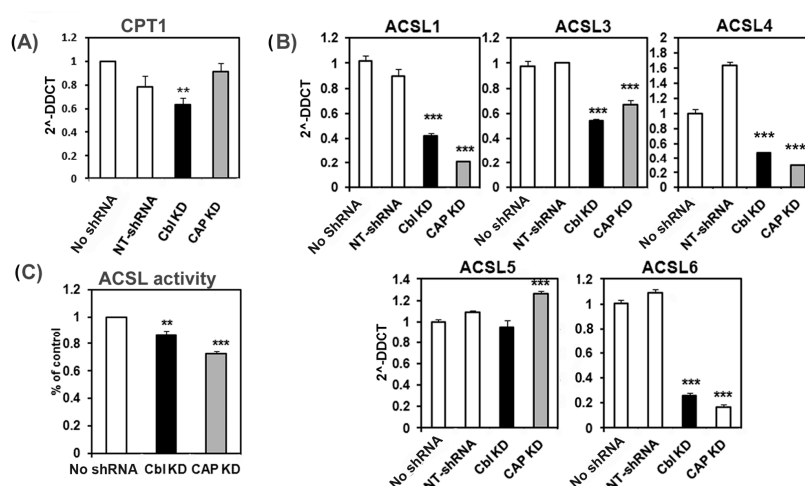 (A)
CPT1
2^-DDCT
1.2
1
0.8
0.6
0.4
0.2
0
**
No shRNA
NT-shRNA
Cbl KD
CAP KD
(B)
ACSL1
2^-DDCT
1.2
1
0.8
0.6
0.4
0.2
0
***
***
No shRNA
NT-shRNA
Cbl KD
CAP KD
ACSL3
1.2
1
0.8
0.6
0.4
0.2
0
***
***
No shRNA
NT-shRNA
Cbl KD
CAP KD
ACSL4
2
1.8
1.6
1.4
1.2
1.0
0.8
0.6
0.4
0.2
0
***
***
No shRNA
NT-shRNA
Cbl KD
CAP KD
(C)
ACSL activity
% of control
1.2
1
0.8
0.6
0.4
0.2
0
**
***
No shRNA Cbl KD CAP KD
ACSL5
2^-DDCT
1.4
1.2
1
0.8
0.6
0.4
0.2
0
***
No shRNA
NT-shRNA
Cbl KD
CAP KD
ACSL6
1.2
1
0.8
0.6
0.4
0.2
0
***
***
No shRNA
NT-shRNA
Cbl KD
CAP KD